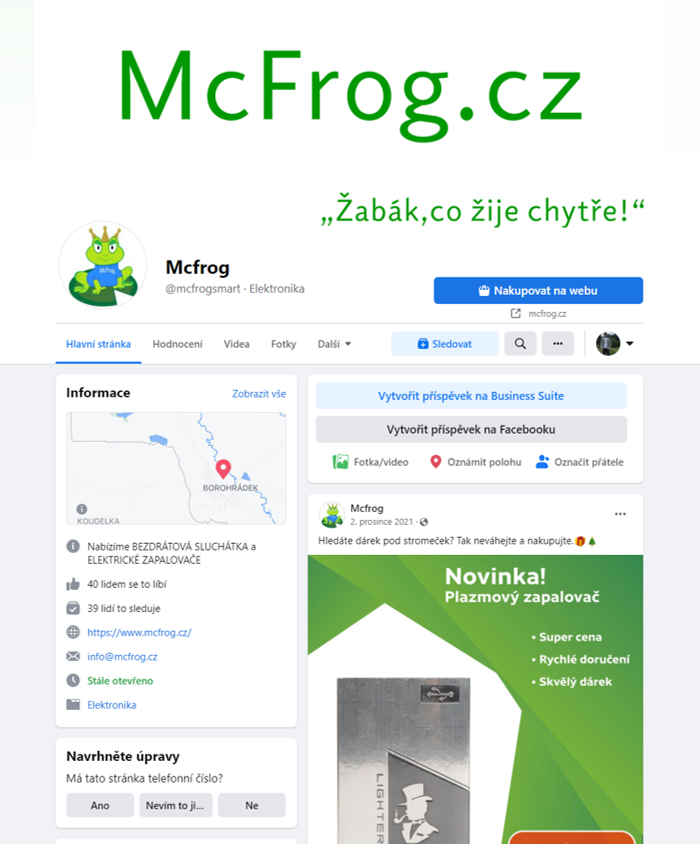 McFrog.cz
„Žabák,co žije chytře!“
McFrog
Mcfrog
@mcfrogsmart · Elektronika
Nakupovat na webu
mcfrog.cz
Hlavní stránka
Hodnocení
Videa
Fotky
Další
Sledovat
Informace
Zobrazit vše
BOROHRÁDEK
KOUDELKA
Nabízíme BEZDRÁTOVÁ SLUCHÁTKA a
ELEKTRICKÉ ZAPALOVAČE
40 lidem se to líbí
39 lidí to sleduje
https://www.mcfrog.cz/
info@mcfrog.cz
Stále otevřeno
Elektronika
Navrhněte úpravy
Má tato stránka telefonní číslo?
Ano
Nevím to ji...
Ne
Vytvořit příspěvek na Business Suite
Vytvořit příspěvek na Facebooku
Fotka/video
Oznámit polohu
Označit přátele
Mcfrog
2. prosince 2021 ·
Hledáte dárek pod stromeček? Tak neváhejte a nakupujte.
Novinka!
Plazmový zapalovač
• Super cena
• Rychlé doručení
• Skvělý dárek
LIGHTER